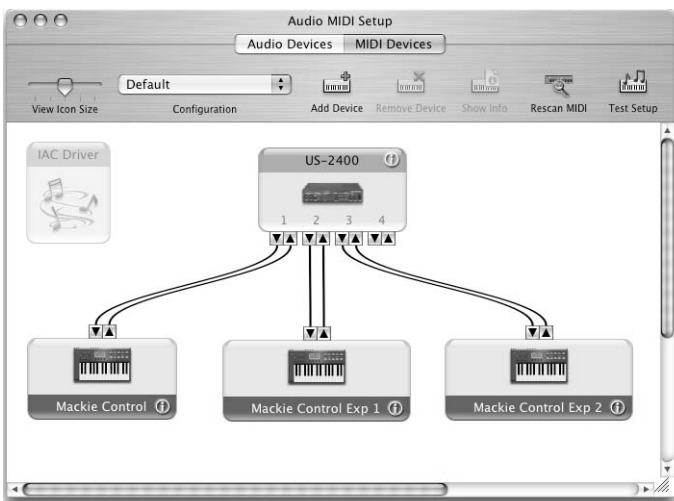 Audio MIDI Setup
Audio Devices MIDI Devices
Default
View Icon Size Configuration Add Device Remove Device Show Info Rescan MIDI Test Setup
IAC Driver
US-2400
1 2 3 4
Mackie Control
Mackie Control Exp 1
Mackie Control Exp 2